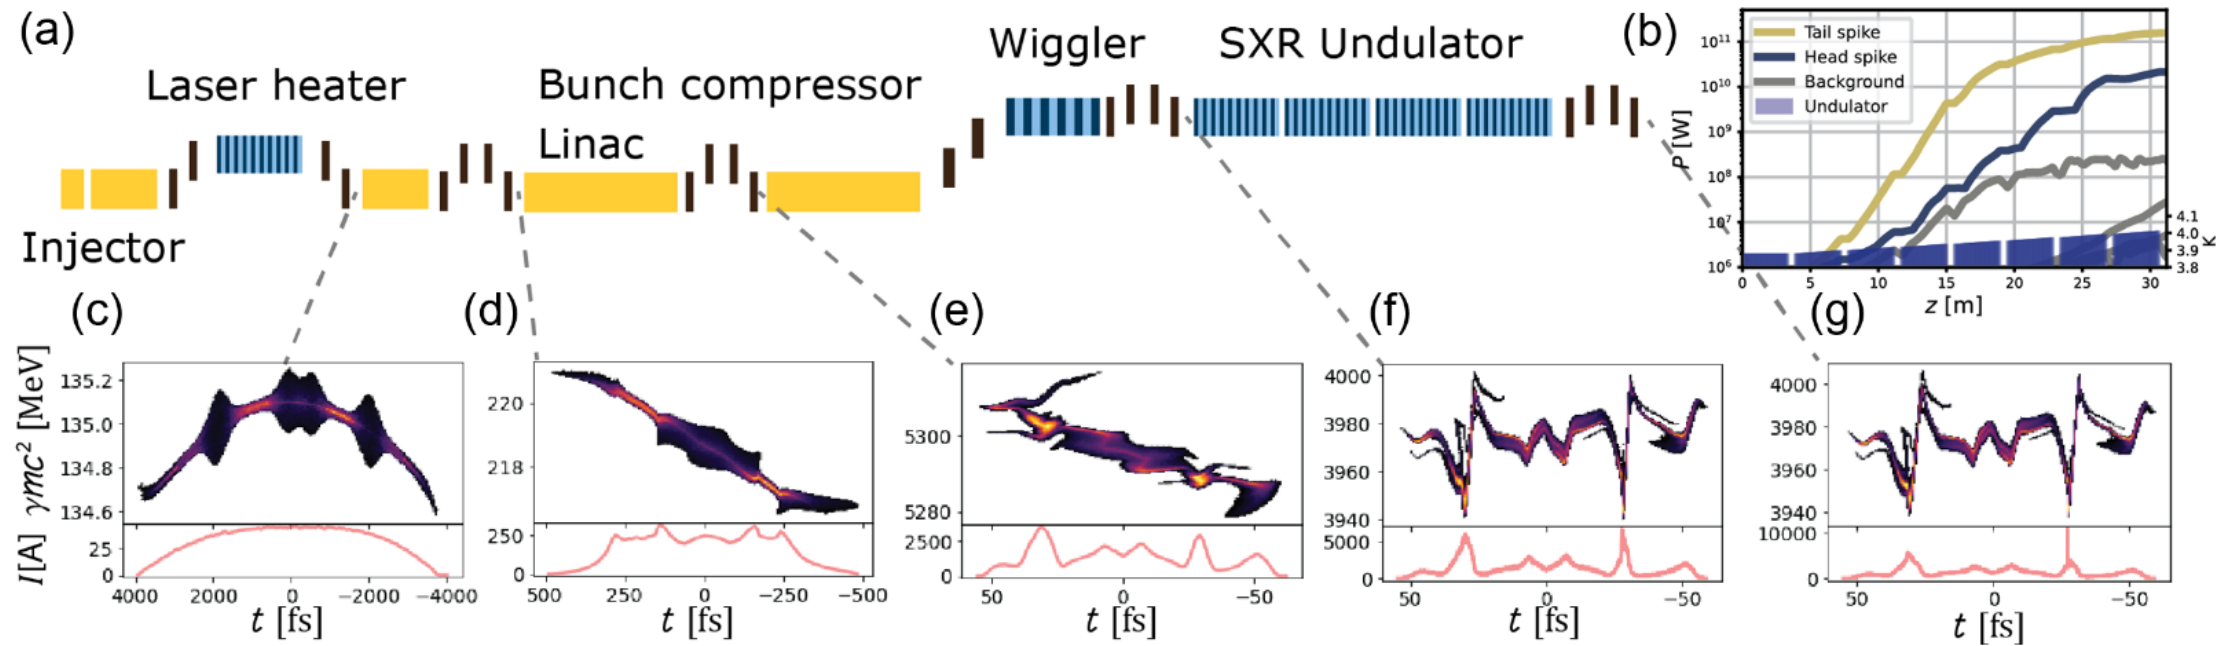 (a)
Laser heater
Injector
Bunch compressor
Linac
Wiggler
SXR Undulator
(b)
Tail spike
Head spike
Background
Undulator
P [W]
10¹¹
10¹⁰
10⁹
10⁸
10⁷
10⁶
4.1
4.0
3.9
3.8
K
0 5 10 15 20 25 30
z [m]
(c)
γmc² [MeV]
135.2
135.0
134.8
134.6
I[A]
25
0
4000 2000 0 −2000 −4000
t [fs]
(d)
220
218
250
0
500 250 0 −250 −500
t [fs]
(e)
5300
5280
2500
0
50 0 −50
t [fs]
(f)
4000
3980
3960
3940
5000
0
50 0 −50
t [fs]
(g)
4000
3980
3960
3940
10000
0
50 0 −50
t [fs]